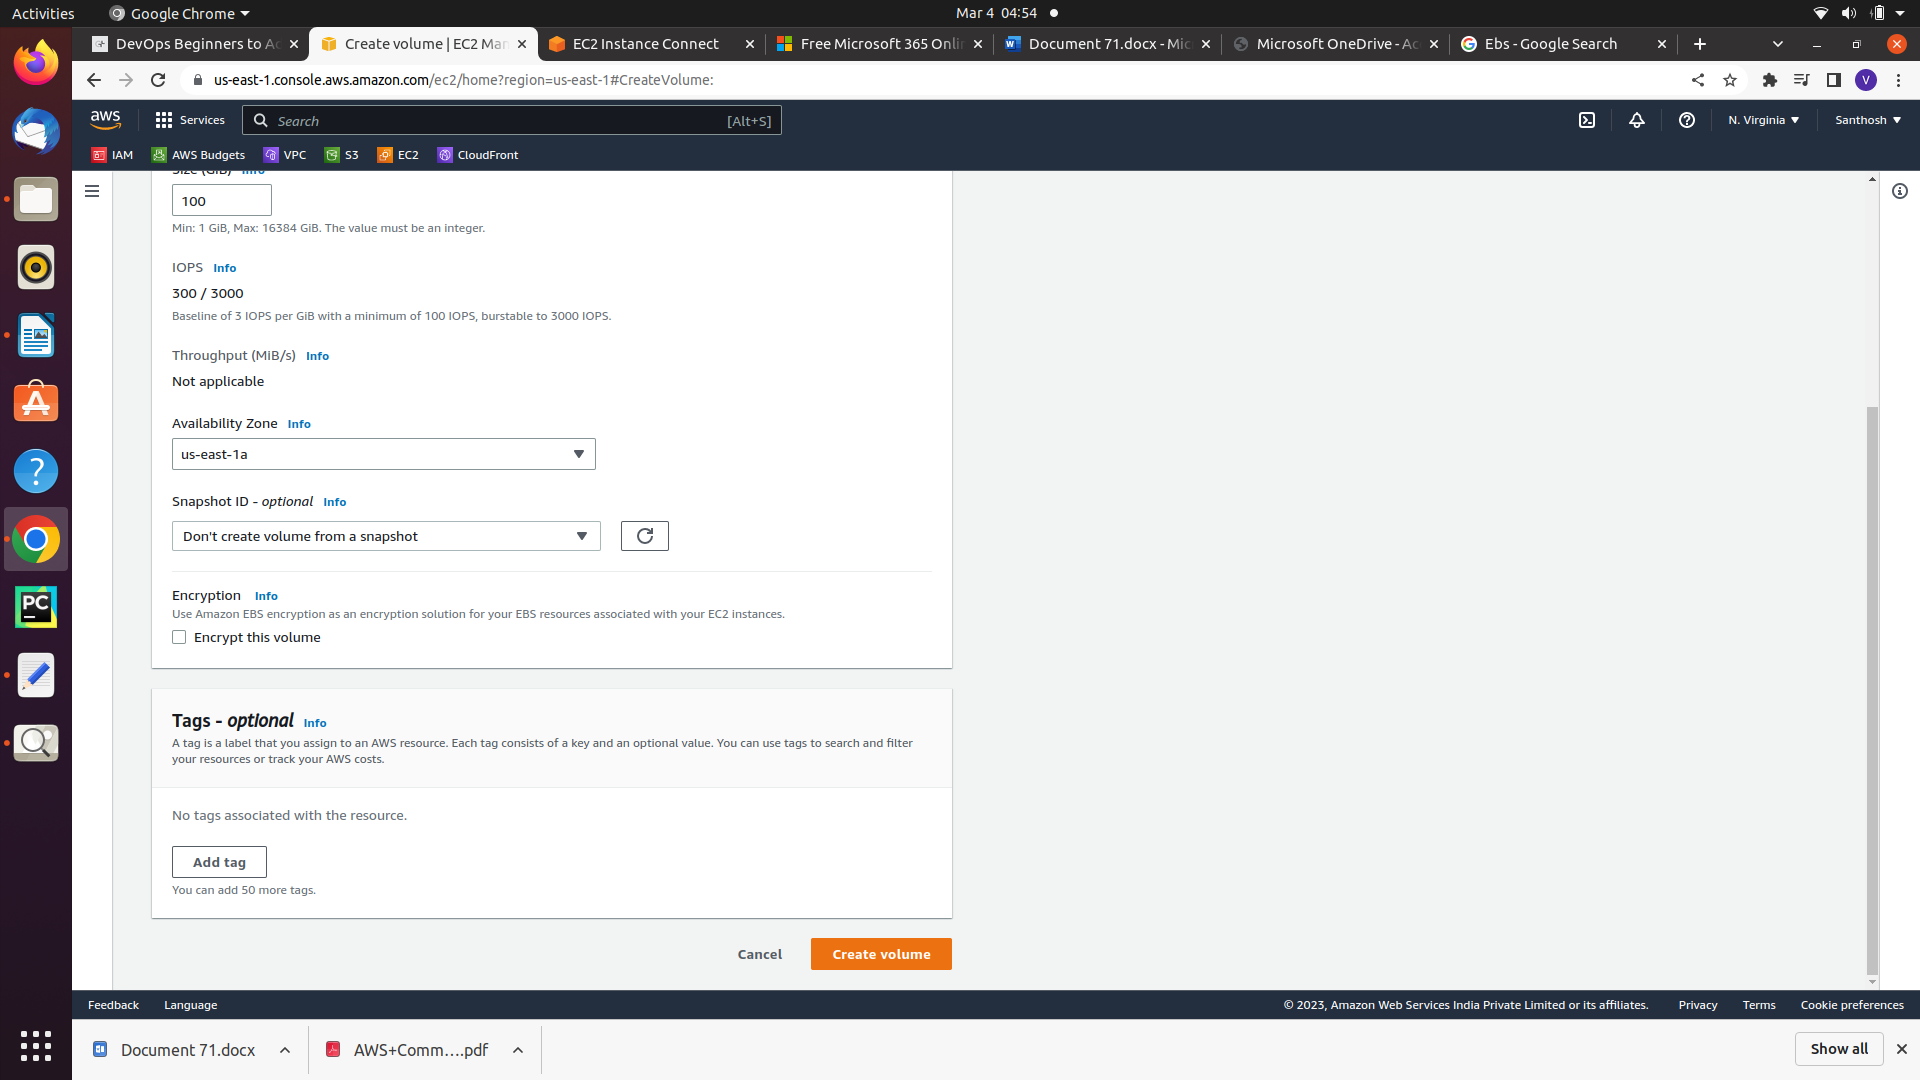 Activities
Google Chrome
Mar 4 04:54
DevOps Beginners to Ac
Create volume | EC2 Man
EC2 Instance Connect
Free Microsoft 365 Onli
Document 71.docx - Mic
Microsoft OneDrive - Ac
Ebs - Google Search
us-east-1.console.aws.amazon.com/ec2/home?region=us-east-1#CreateVolume:
V
aws
Services
Search
[Alt+S]
N. Virginia
Santhosh
IAM
AWS Budgets
VPC
S3
EC2
CloudFront
Size (GiB) Info
100
Min: 1 GiB, Max: 16384 GiB. The value must be an integer.
IOPS Info
300 / 3000
Baseline of 3 IOPS per GiB with a minimum of 100 IOPS, burstable to 3000 IOPS.
Throughput (MiB/s) Info
Not applicable
Availability Zone Info
us-east-1a
Snapshot ID - optional Info
Don't create volume from a snapshot
Encryption Info
Use Amazon EBS encryption as an encryption solution for your EBS resources associated with your EC2 instances.
Encrypt this volume
PC
Tags - optional Info
A tag is a label that you assign to an AWS resource. Each tag consists of a key and an optional value. You can use tags to search and filter
your resources or track your AWS costs.
No tags associated with the resource.
Add tag
You can add 50 more tags.
Cancel
Create volume
Feedback
Language
© 2023, Amazon Web Services India Private Limited or its affiliates.
Privacy
Terms
Cookie preferences
Document 71.docx
AWS+Comm....pdf
Show all